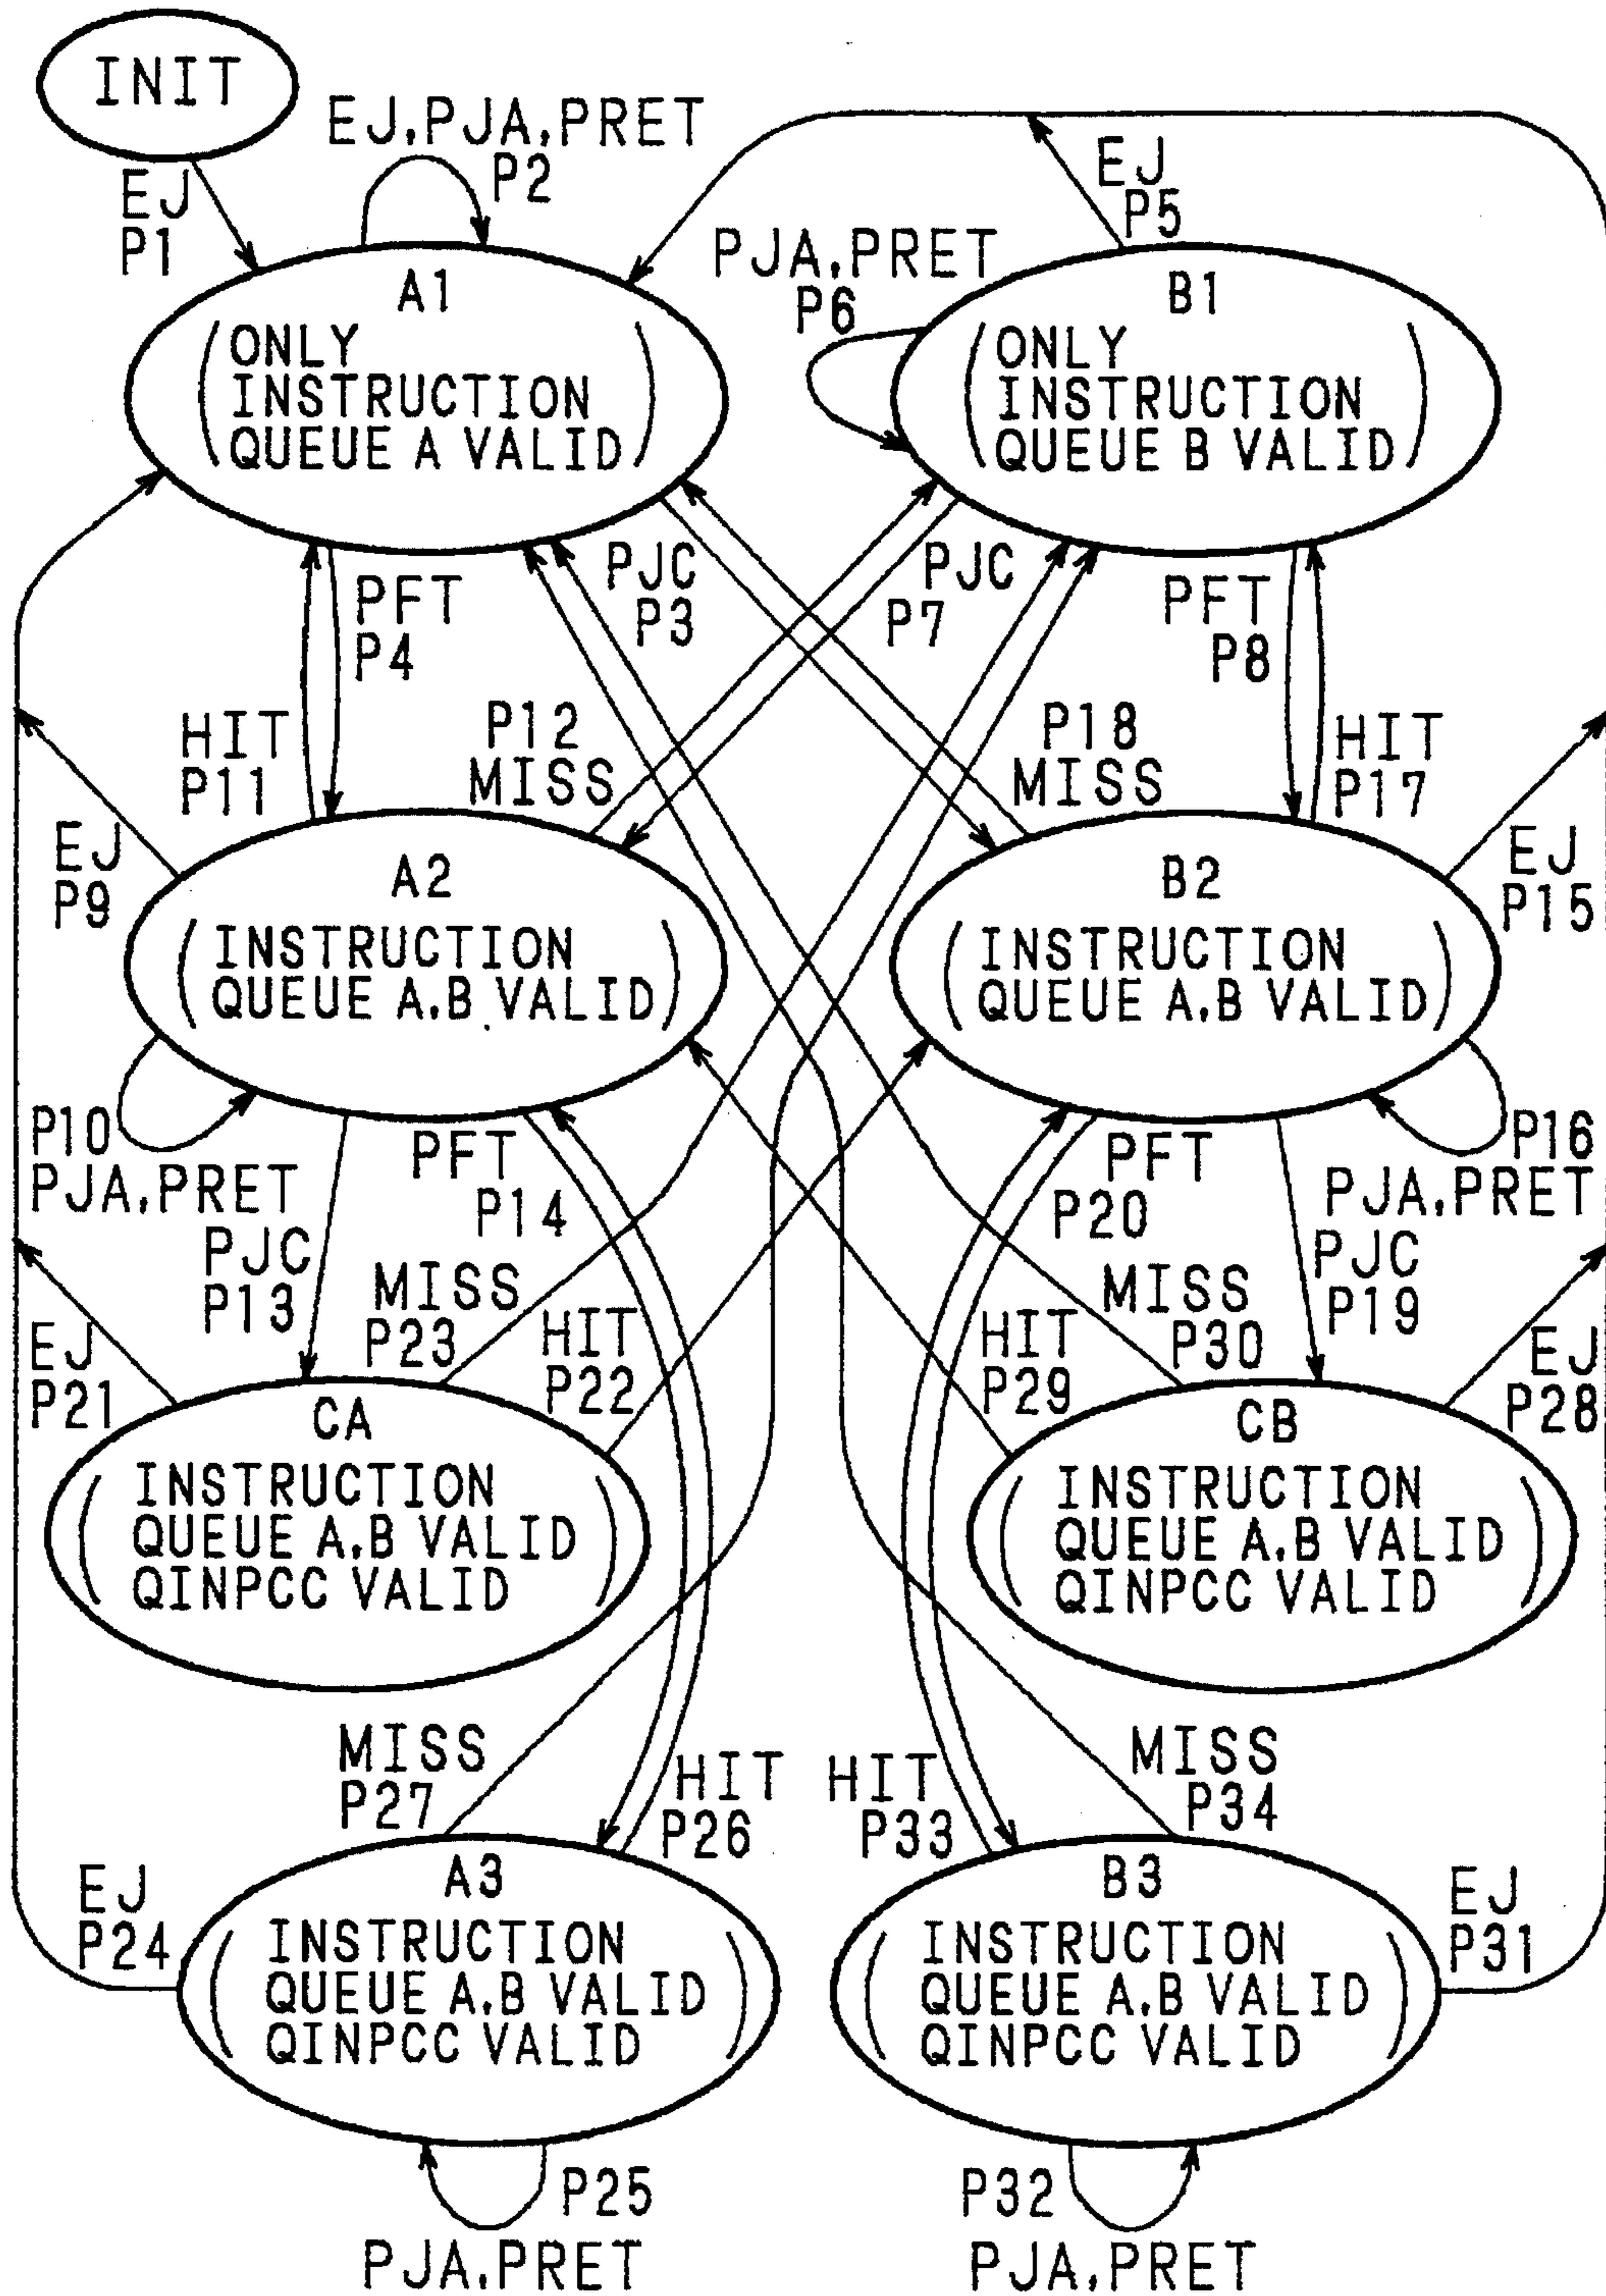 INIT
EJ
P1
EJ,PJA,PRET
P2
EJ
P5
PJA,PRET
P6
A1
ONLY
INSTRUCTION
QUEUE A VALID
B1
ONLY
INSTRUCTION
QUEUE B VALID
PFT
P4
PJC
P3
PJC
P7
PFT
P8
HIT
P11
P12
MISS
P18
MISS
HIT
P17
EJ
P9
A2
INSTRUCTION
QUEUE A,B VALID
B2
INSTRUCTION
QUEUE A,B VALID
EJ
P15
P10
PJA,PRET
PFT
P14
PFT
P20
P16
PJA,PRET
PJC
P13
MISS
P23
HIT
P22
HIT
P29
MISS
P30
PJC
P19
EJ
P21
EJ
P28
CA
INSTRUCTION
QUEUE A,B VALID
QINPCC VALID
CB
INSTRUCTION
QUEUE A,B VALID
QINPCC VALID
MISS
P27
HIT
P26
HIT
P33
MISS
P34
EJ
P24
A3
INSTRUCTION
QUEUE A,B VALID
QINPCC VALID
B3
INSTRUCTION
QUEUE A,B VALID
QINPCC VALID
EJ
P31
P25
PJA,PRET
P32
PJA,PRET